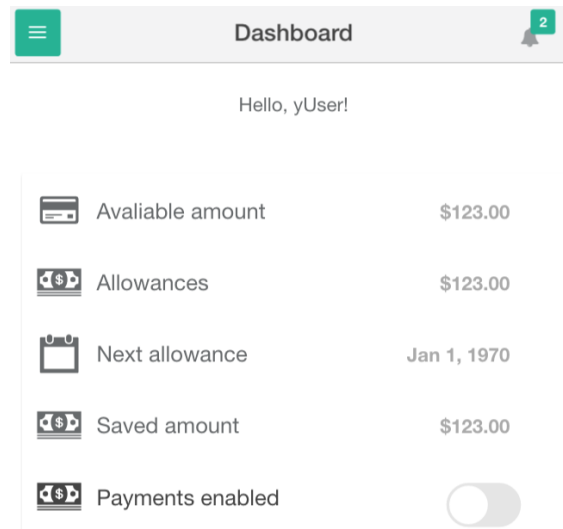 Dashboard
2
Hello, yUser!
Avaliable amount $123.00
Allowances $123.00
Next allowance Jan 1, 1970
Saved amount $123.00
Payments enabled